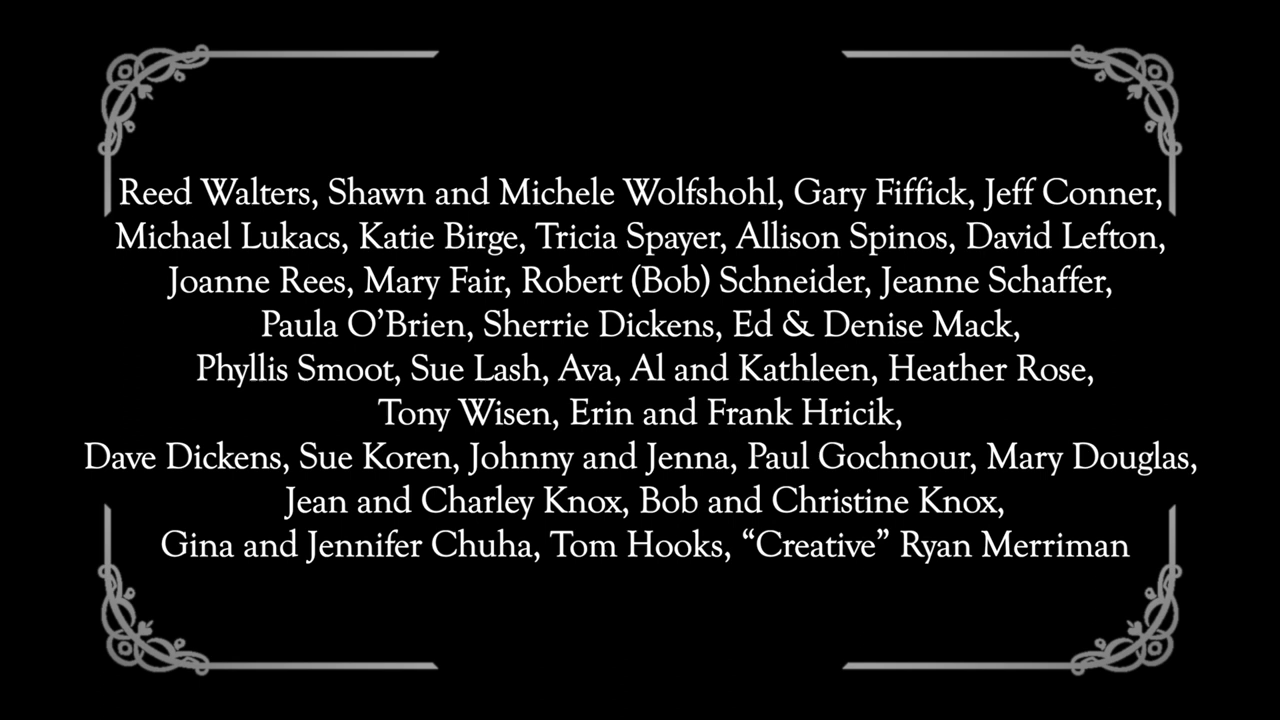 Reed Walters, Shawn and Michele Wolfshohl, Gary Fiffick, Jeff Conner,
Michael Lukacs, Katie Birge, Tricia Spayer, Allison Spinos, David Lefton,
Joanne Rees, Mary Fair, Robert (Bob) Schneider, Jeanne Schaffer,
Paula O’Brien, Sherrie Dickens, Ed & Denise Mack,
Phyllis Smoot, Sue Lash, Ava, Al and Kathleen, Heather Rose,
Tony Wisen, Erin and Frank Hricik,
Dave Dickens, Sue Koren, Johnny and Jenna, Paul Gochnour, Mary Douglas,
Jean and Charley Knox, Bob and Christine Knox,
Gina and Jennifer Chuha, Tom Hooks, “Creative” Ryan Merriman